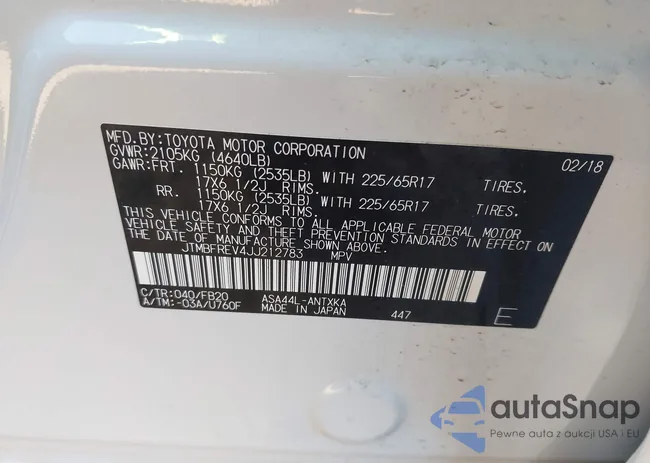 MFD.BY:TOYOTA MOTOR CORPORATION 02/18
GVWR:2105KG (4640LB)
GAWR:FRT. 1150KG (2535LB) WITH 225/65R17 TIRES.
17X6 1/2J RIMS.
RR. 1150KG (2535LB) WITH 225/65R17 TIRES.
17X6 1/2J RIMS.
THIS VEHICLE CONFORMS TO ALL APPLICABLE FEDERAL MOTOR
VEHICLE SAFETY AND THEFT PREVENTION STANDARDS IN EFFECT ON
THE DATE OF MANUFACTURE SHOWN ABOVE.
JTMBFREV4JJ212783 MPV
C/TR:040/FB20 ASA44L-ANTXKA
A/TM:-03A/U760F MADE IN JAPAN 447 E
autaSnap
Pewne auta z aukcji USA i EU